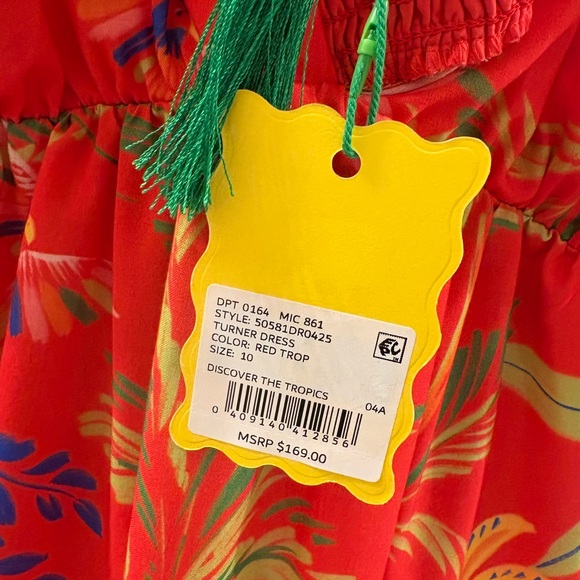 DPT 0164 MIC 861
STYLE: 50581DR0425
TURNER DRESS
COLOR: RED TROP
SIZE: 10
DISCOVER THE TROPICS
04A
0 409140 412856
MSRP $169.00